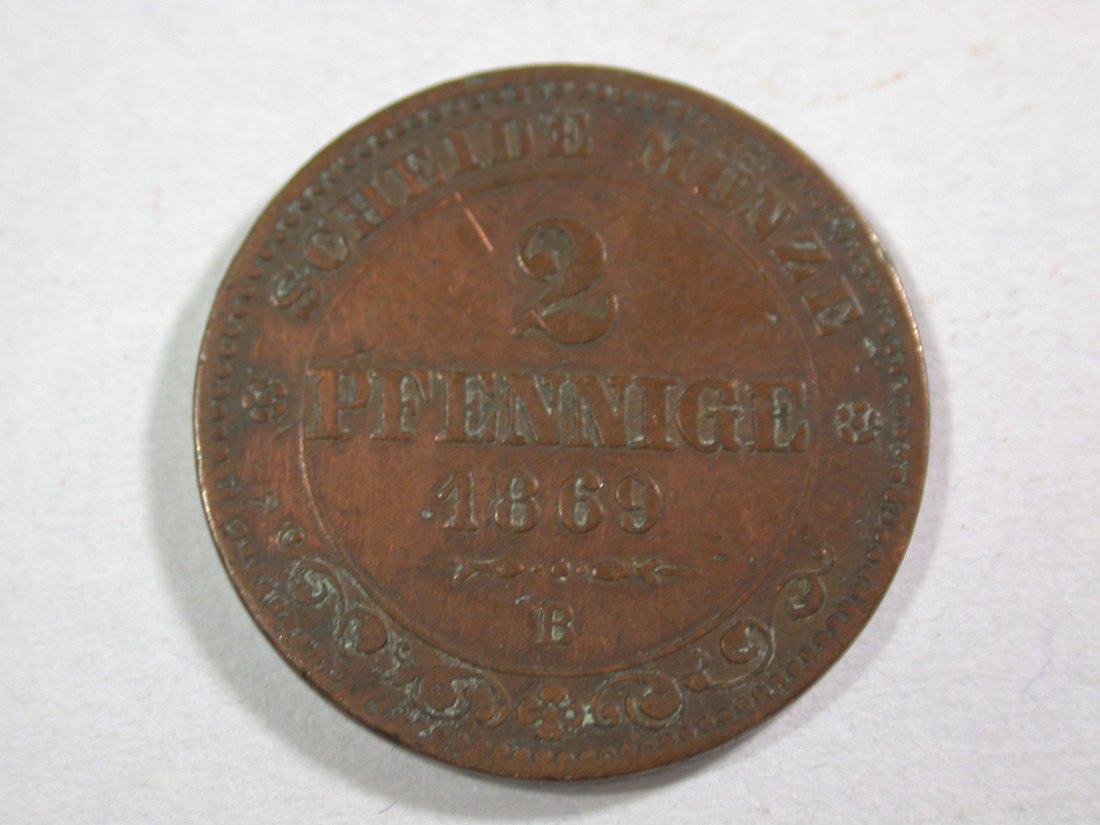 SCHEIDE MÜNZE
2
PFENNIGE
1869
B